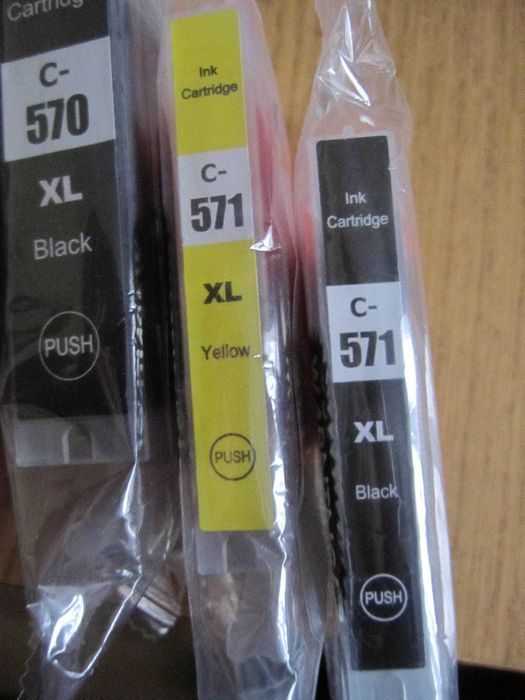 Cartridge
C-
570
XL
Black
PUSH
Ink
Cartridge
C-
571
XL
Yellow
PUSH
Ink
Cartridge
C-
571
XL
Black
PUSH